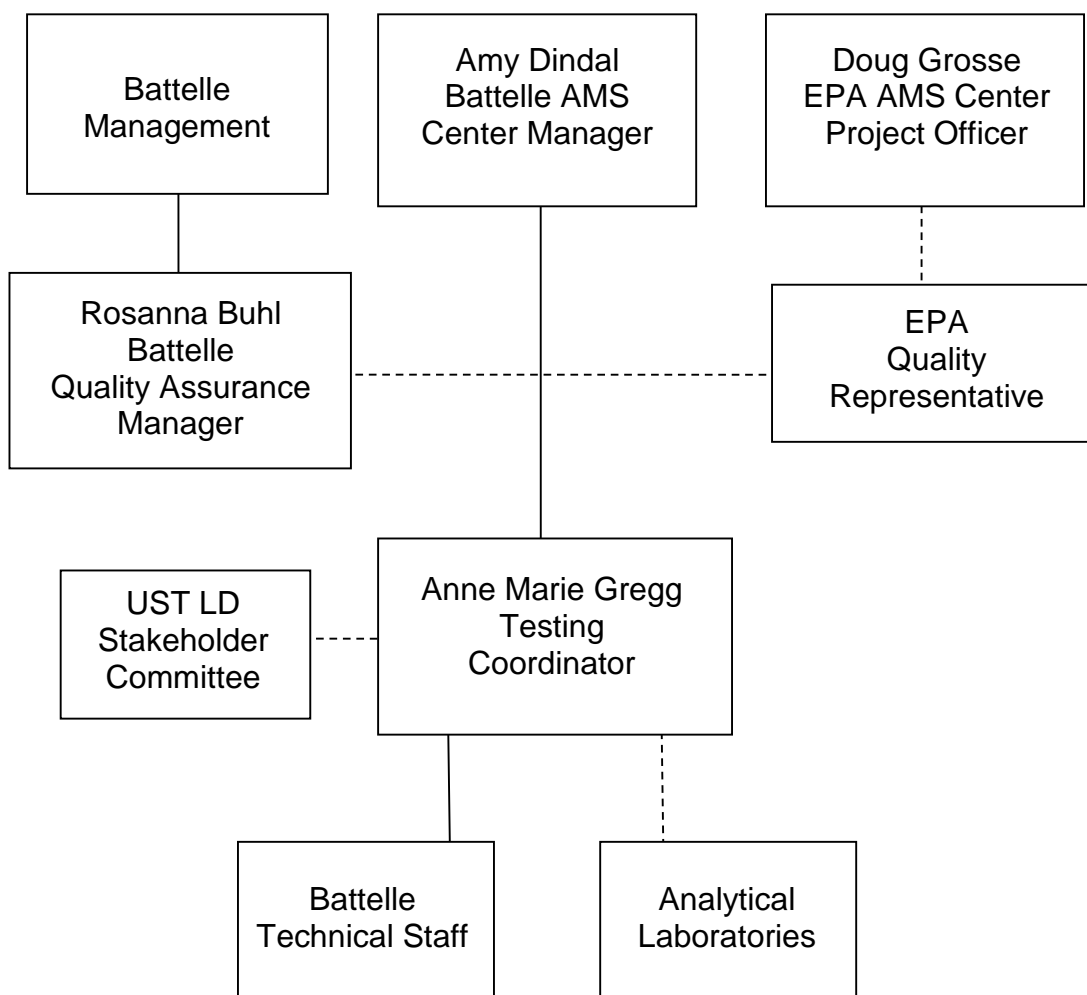 Battelle
Management
Amy Dindal
Battelle AMS
Center Manager
Doug Grosse
EPA AMS Center
Project Officer
Rosanna Buhl
Battelle
Quality Assurance
Manager
EPA
Quality
Representative
UST LD
Stakeholder
Committee
Anne Marie Gregg
Testing
Coordinator
Battelle
Technical Staff
Analytical
Laboratories